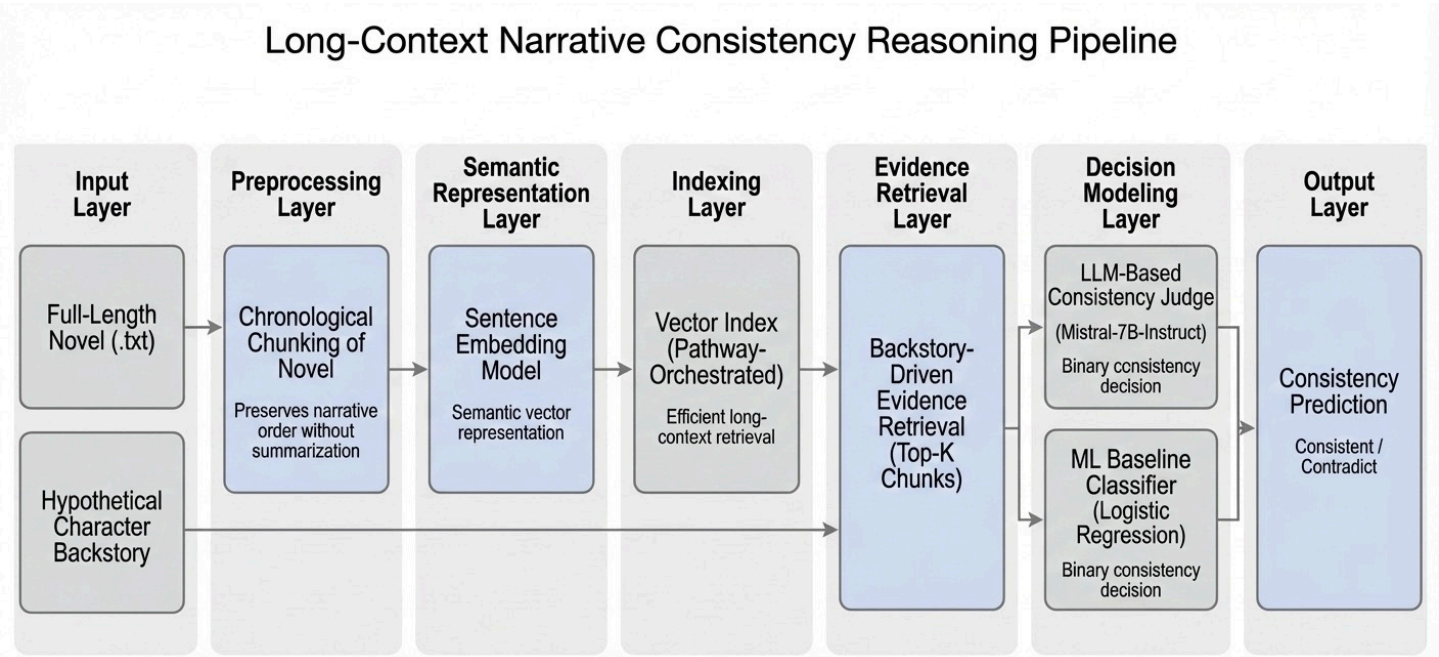 Long-Context Narrative Consistency Reasoning Pipeline
Input
Layer
Full-Length
Novel (.txt)
Hypothetical
Character
Backstory
Preprocessing
Layer
Chronological
Chunking of
Novel
Preserves narrative
order without
summarization
Semantic
Representation
Layer
Sentence
Embedding
Model
Semantic vector
representation
Indexing
Layer
Vector Index
(Pathway-
Orchestrated)
Efficient long-
context retrieval
Evidence
Retrieval
Layer
Backstory-
Driven
Evidence
Retrieval
(Top-K
Chunks)
Decision
Modeling
Layer
LLM-Based
Consistency Judge
(Mistral-7B-Instruct)
Binary consistency
decision
ML Baseline
Classifier
(Logistic
Regression)
Binary consistency
decision
Output
Layer
Consistency
Prediction
Consistent /
Contradict